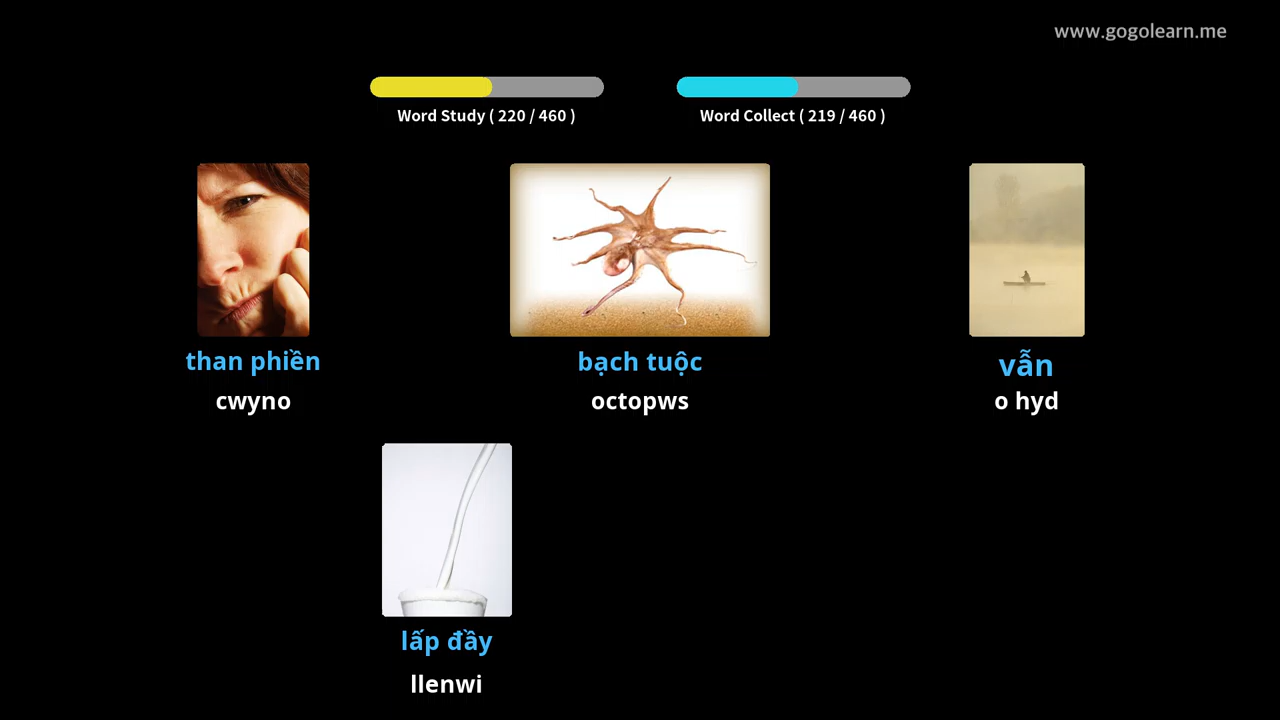 www.gogolearn.me
Word Study ( 220 / 460 )
Word Collect ( 219 / 460 )
than phiền
bạch tuộc
vẫn
cwyno
octopws
o hyd
lấp đầy
llenwi